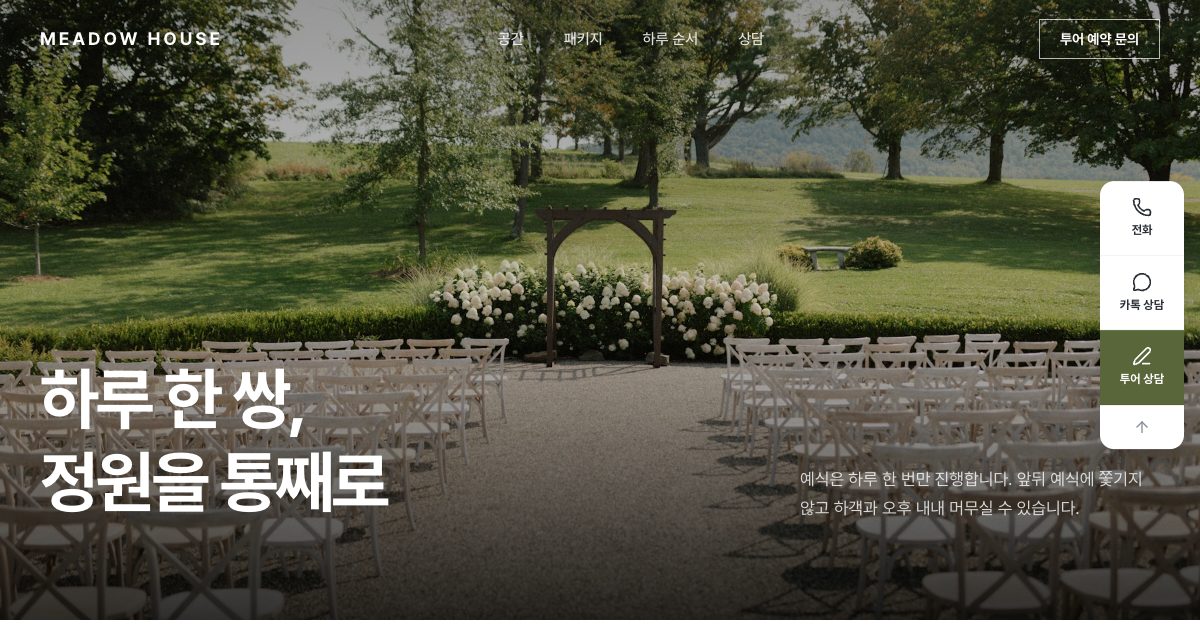 MEADOW HOUSE
공간
패키지
하루 순서
상담
투어 예약 문의
전화
카톡 상담
투어 상담
하루 한 쌍,
정원을 통째로
예식은 하루 한 번만 진행합니다. 앞뒤 예식에 쫓기지
않고 하객과 오후 내내 머무실 수 있습니다.